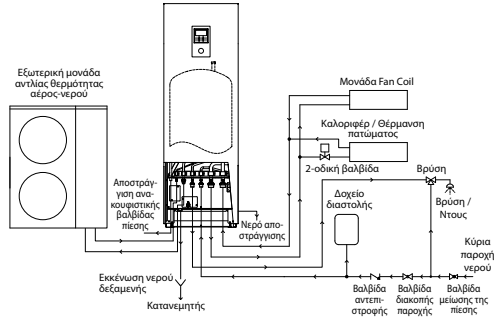 Εξωτερική μονάδα
αντλίας θερμότητας
αέρος-νερού
Μονάδα Fan Coil
Καλοριφέρ / Θέρμανση
πατώματος
2-οδική βαλβίδα
Βρύση
Αποστράγ-
γιση ανα-
κουφιστικής
βαλβίδας
πίεσης
Δοχείο
διαστολής
Βρύση /
Ντους
Νερό απο-
στράγγισης
Κύρια
παροχή
νερού
Εκκένωση νερού
δεξαμενής
Κατανεμητής
Βαλβίδα
αντεπι-
στροφής
Βαλβίδα
διακοπής
παροχής
Βαλβίδα
μείωσης της
πίεσης